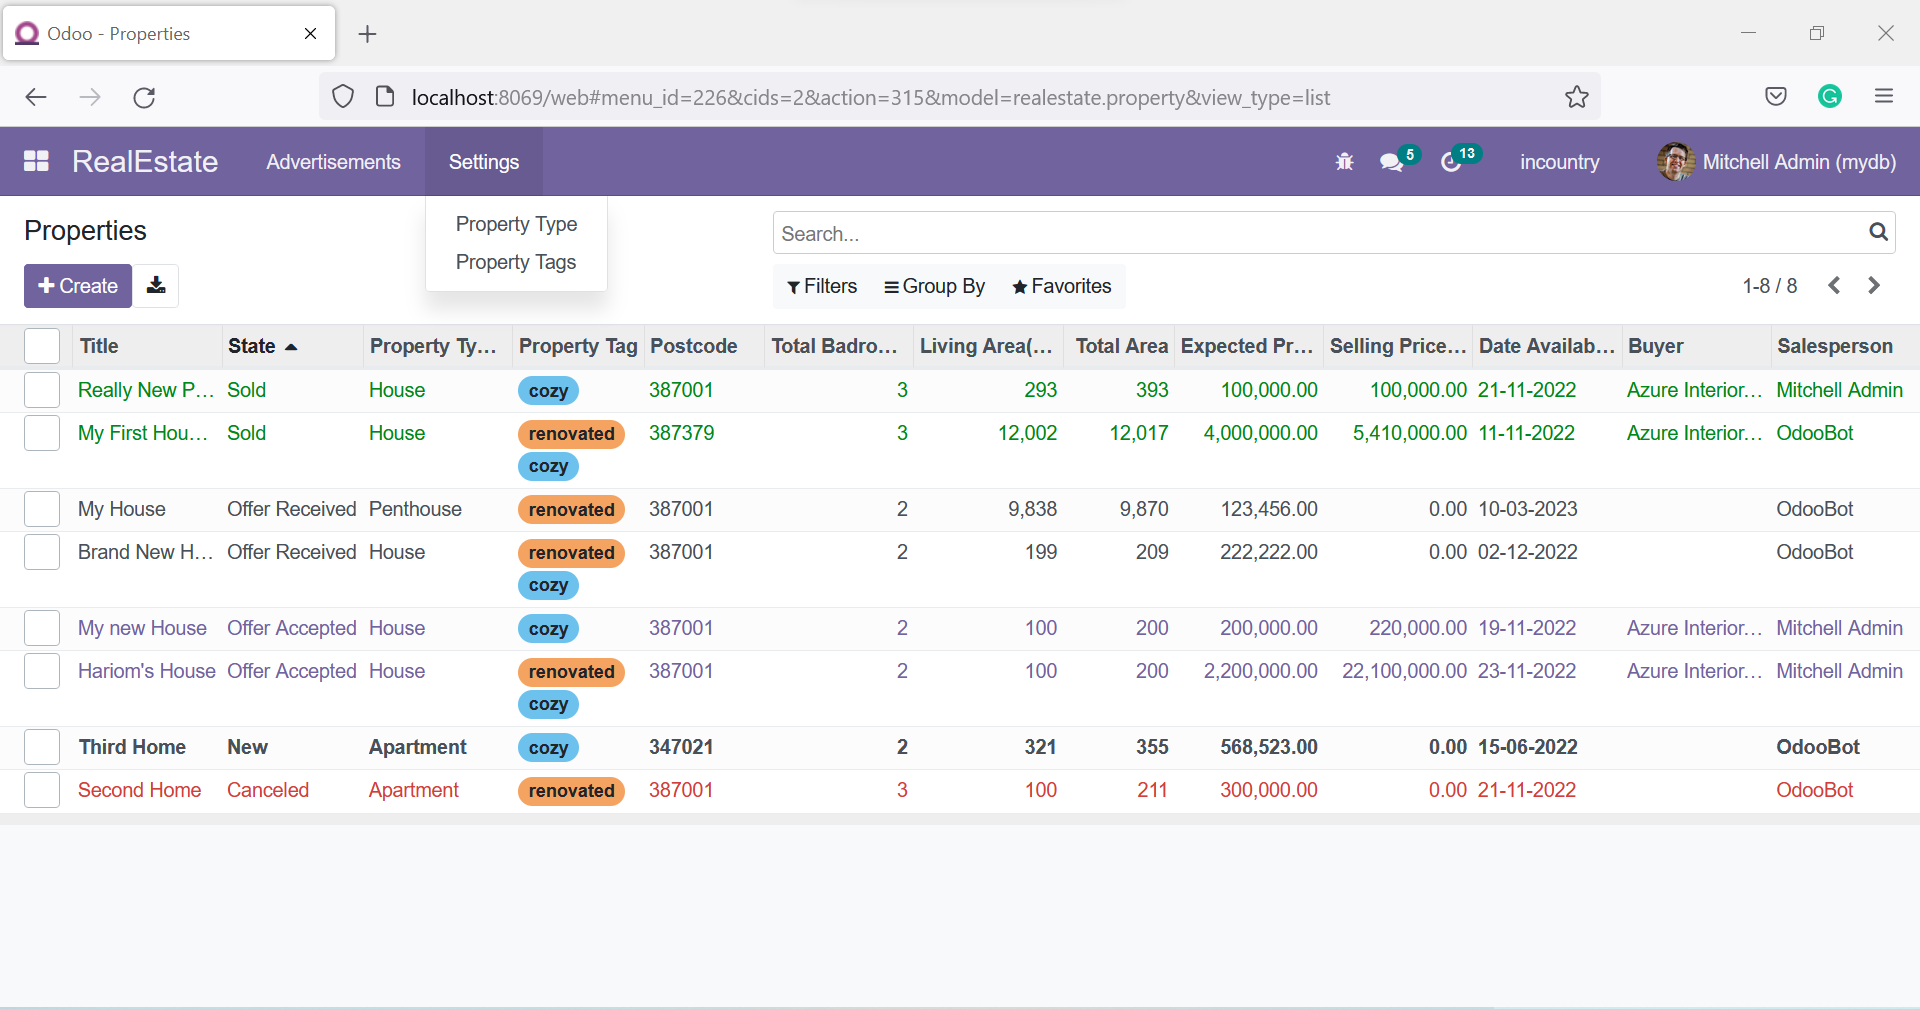 Odoo - Properties
localhost:8069/web#menu_id=226&cids=2&action=315&model=realestate.property&view_type=list
RealEstate Advertisements Settings 5 13 incountry Mitchell Admin (mydb)
Properties
Property Type
Property Tags
Search...
Create
Filters Group By Favorites 1-8 / 8
Title State Property Ty... Property Tag Postcode Total Badro... Living Area(... Total Area Expected Pr... Selling Price... Date Availab... Buyer Salesperson
Really New P... Sold House cozy 387001 3 293 393 100,000.00 100,000.00 21-11-2022 Azure Interior... Mitchell Admin
My First Hou... Sold House renovated 387379 3 12,002 12,017 4,000,000.00 5,410,000.00 11-11-2022 Azure Interior... OdooBot
cozy
My House Offer Received Penthouse renovated 387001 2 9,838 9,870 123,456.00 0.00 10-03-2023 OdooBot
Brand New H... Offer Received House renovated 387001 2 199 209 222,222.00 0.00 02-12-2022 OdooBot
cozy
My new House Offer Accepted House cozy 387001 2 100 200 200,000.00 220,000.00 19-11-2022 Azure Interior... Mitchell Admin
Hariom's House Offer Accepted House renovated 387001 2 100 200 2,200,000.00 22,100,000.00 23-11-2022 Azure Interior... Mitchell Admin
cozy
Third Home New Apartment cozy 347021 2 321 355 568,523.00 0.00 15-06-2022 OdooBot
Second Home Canceled Apartment renovated 387001 3 100 211 300,000.00 0.00 21-11-2022 OdooBot